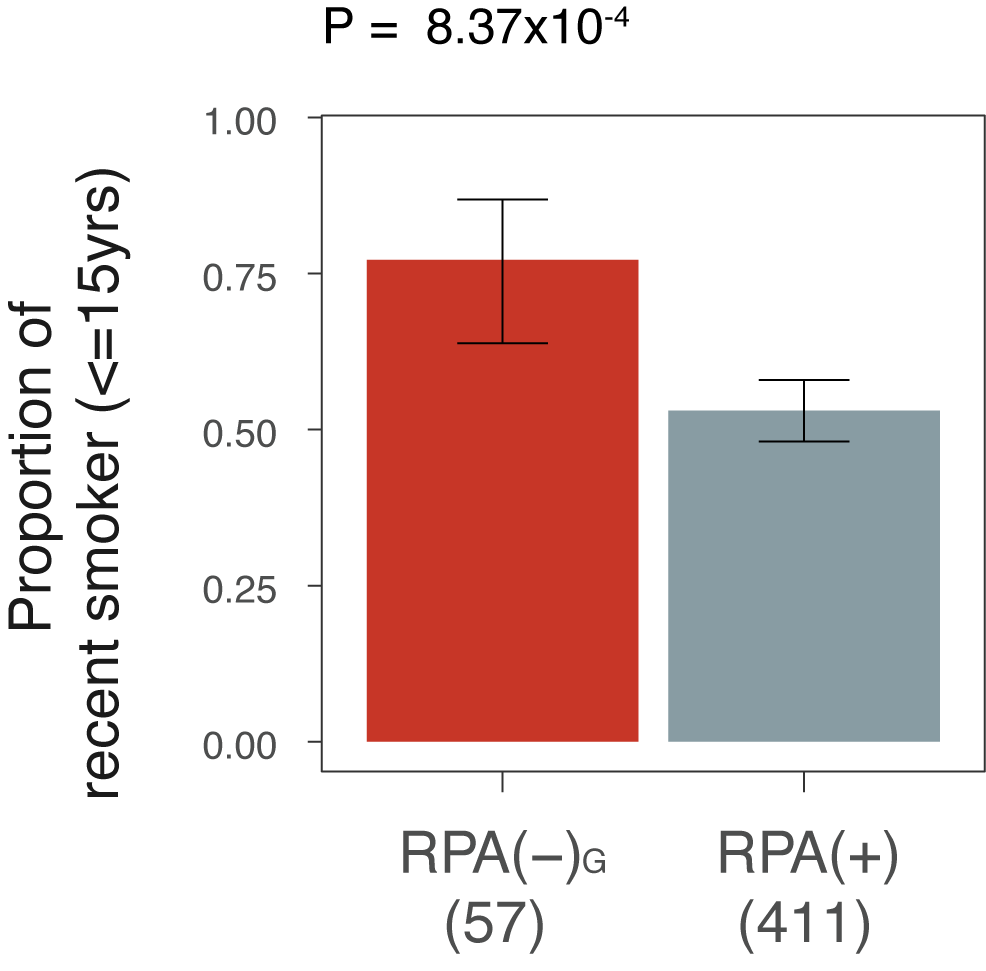 P = 8.37x10-4
Proportion of
recent smoker (<=15yrs)
1.00
0.75
0.50
0.25
0.00
RPA(–)G
(57)
RPA(+)
(411)